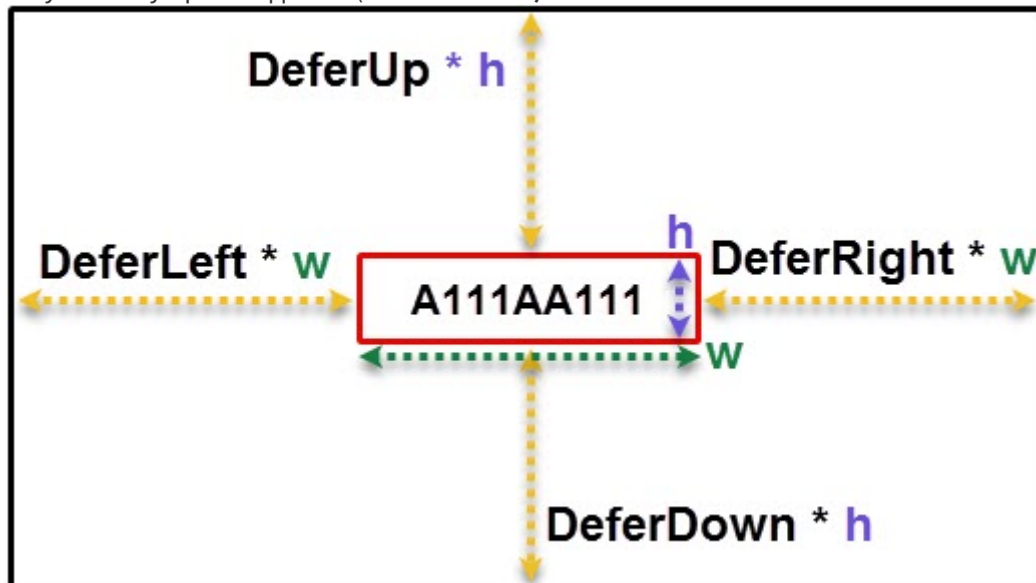 DeferUp * h
h
DeferLeft * w
DeferRight * w
A111AA111
w
DeferDown * h